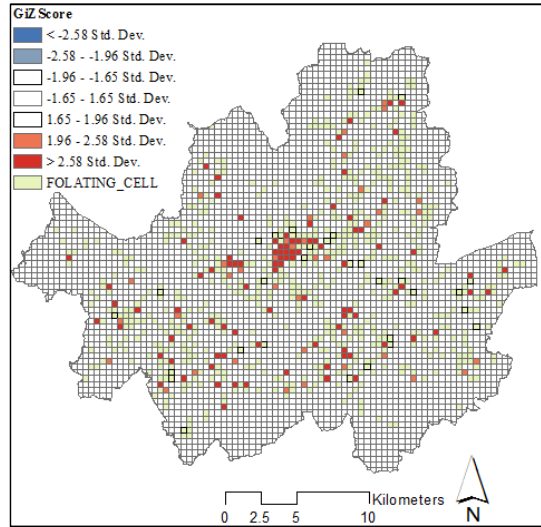 GiZScore
< -2.58 Std. Dev.
-2.58 - -1.96 Std. Dev.
-1.96 - -1.65 Std. Dev.
-1.65 - 1.65 Std. Dev.
1.65 - 1.96 Std. Dev.
1.96 - 2.58 Std. Dev.
> 2.58 Std. Dev.
FOLATING_CELL
Kilometers
0 2.5 5 10
N